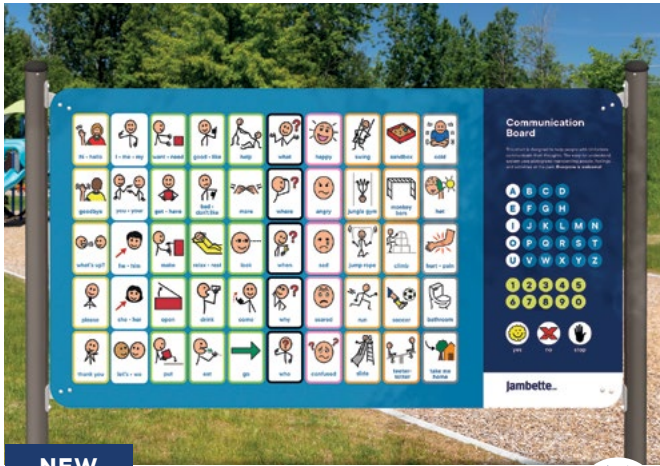 hi • hello I • me • my want • need good • like help what happy swing sandbox cold
goodbye you • your get • have bad • don't like more where angry jungle gym monkey bars hot
what's up? he • him make relax • rest look when sad jump rope climb hurt • pain
please she • her open drink come why scared run soccer bathroom
thank you let's • we put eat go who confused slide teeter-totter take me home
Communication
Board
A B C D
E F G H
I J K L M N
O P Q R S T
U V W X Y Z
1 2 3 4 5
6 7 8 9 0
yes no stop
Jambette
NEW